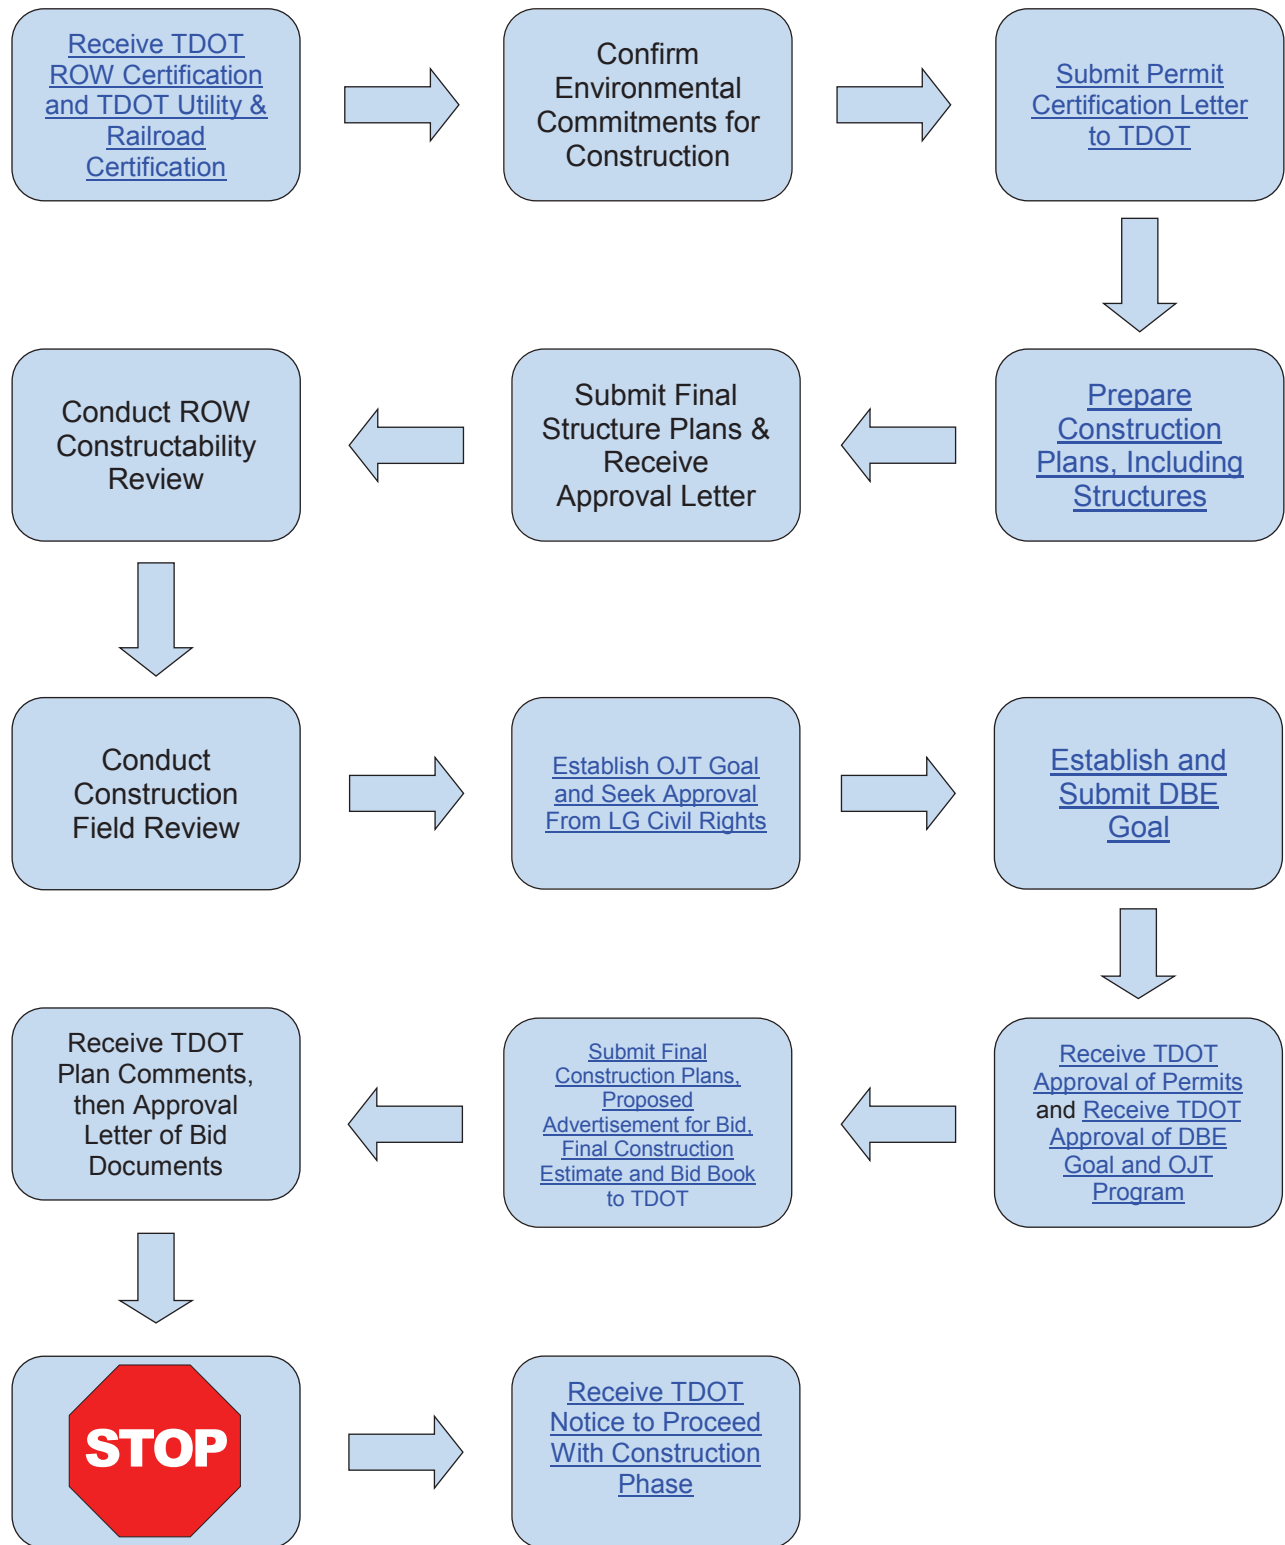 Receive TDOT
ROW Certification
and TDOT Utility &
Railroad
Certification
Confirm
Environmental
Commitments for
Construction
Submit Permit
Certification Letter
to TDOT
Prepare
Construction
Plans, Including
Structures
Submit Final
Structure Plans &
Receive
Approval Letter
Conduct ROW
Constructability
Review
Conduct
Construction
Field Review
Establish OJT Goal
and Seek Approval
From LG Civil Rights
Establish and
Submit DBE
Goal
Receive TDOT
Approval of Permits
and Receive TDOT
Approval of DBE
Goal and OJT
Program
Submit Final
Construction Plans,
Proposed
Advertisement for Bid,
Final Construction
Estimate and Bid Book
to TDOT
Receive TDOT
Plan Comments,
then Approval
Letter of Bid
Documents
STOP
Receive TDOT
Notice to Proceed
With Construction
Phase